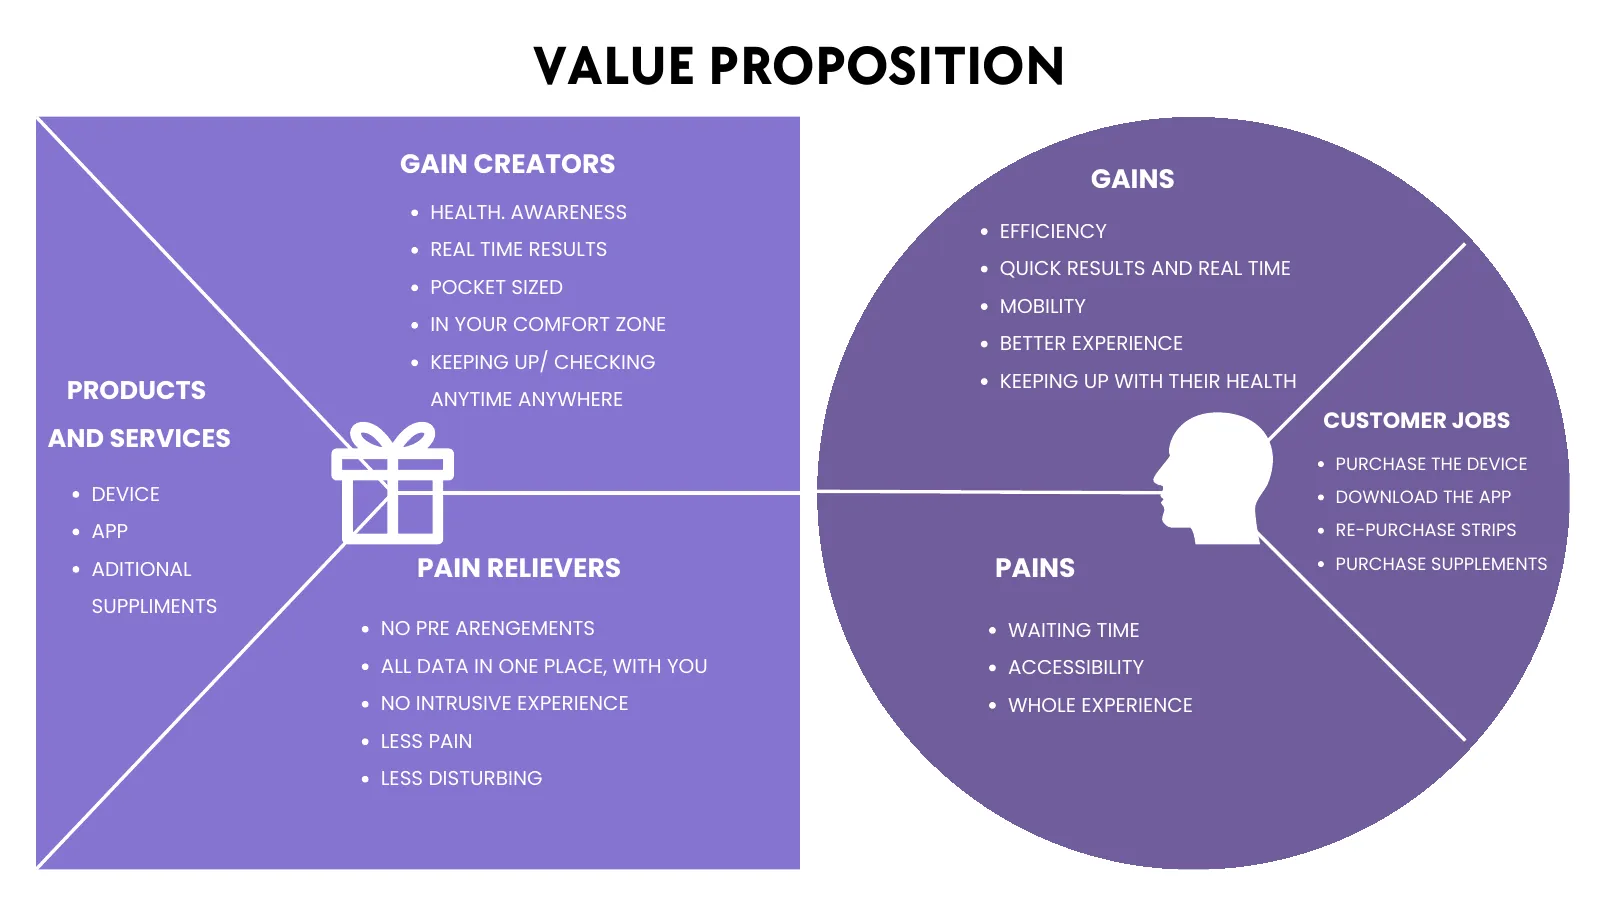 VALUE PROPOSITION
GAIN CREATORS
HEALTH. AWARENESS
REAL TIME RESULTS
POCKET SIZED
IN YOUR COMFORT ZONE
KEEPING UP/ CHECKING
ANYTIME ANYWHERE
PRODUCTS
AND SERVICES
DEVICE
APP
ADITIONAL
SUPPLIMENTS
PAIN RELIEVERS
NO PRE ARENGEMENTS
ALL DATA IN ONE PLACE, WITH YOU
NO INTRUSIVE EXPERIENCE
LESS PAIN
LESS DISTURBING
GAINS
EFFICIENCY
QUICK RESULTS AND REAL TIME
MOBILITY
BETTER EXPERIENCE
KEEPING UP WITH THEIR HEALTH
CUSTOMER JOBS
PURCHASE THE DEVICE
DOWNLOAD THE APP
RE-PURCHASE STRIPS
PURCHASE SUPPLEMENTS
PAINS
WAITING TIME
ACCESSIBILITY
WHOLE EXPERIENCE